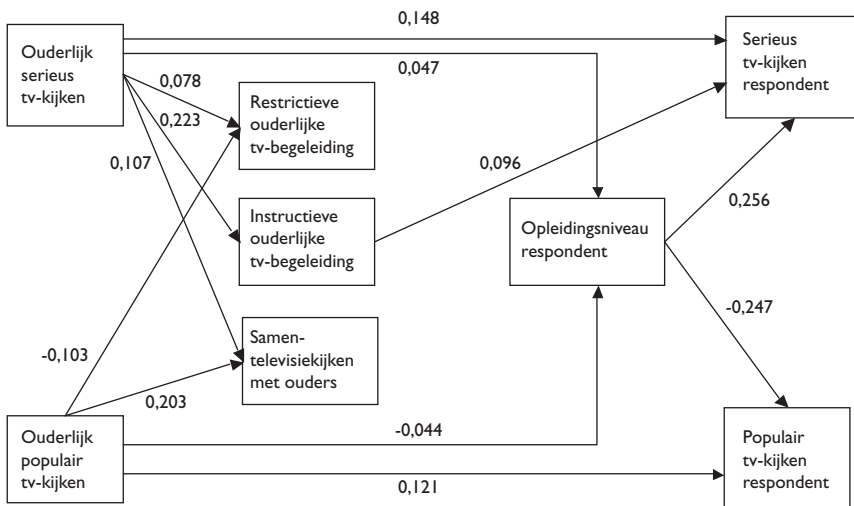 0,148
Ouderlijk
serieus
tv-kijken
Serieus
tv-kijken
respondent
0,047
0,078
Restrictieve
ouderlijke
tv-begeleiding
0,223
0,107
0,096
Instructieve
ouderlijke
tv-begeleiding
Opleidingsniveau
respondent
0,256
-0,247
Samen-
televisiekijken
met ouders
-0,103
0,203
Ouderlijk
populair
tv-kijken
-0,044
Populair
tv-kijken
respondent
0,121